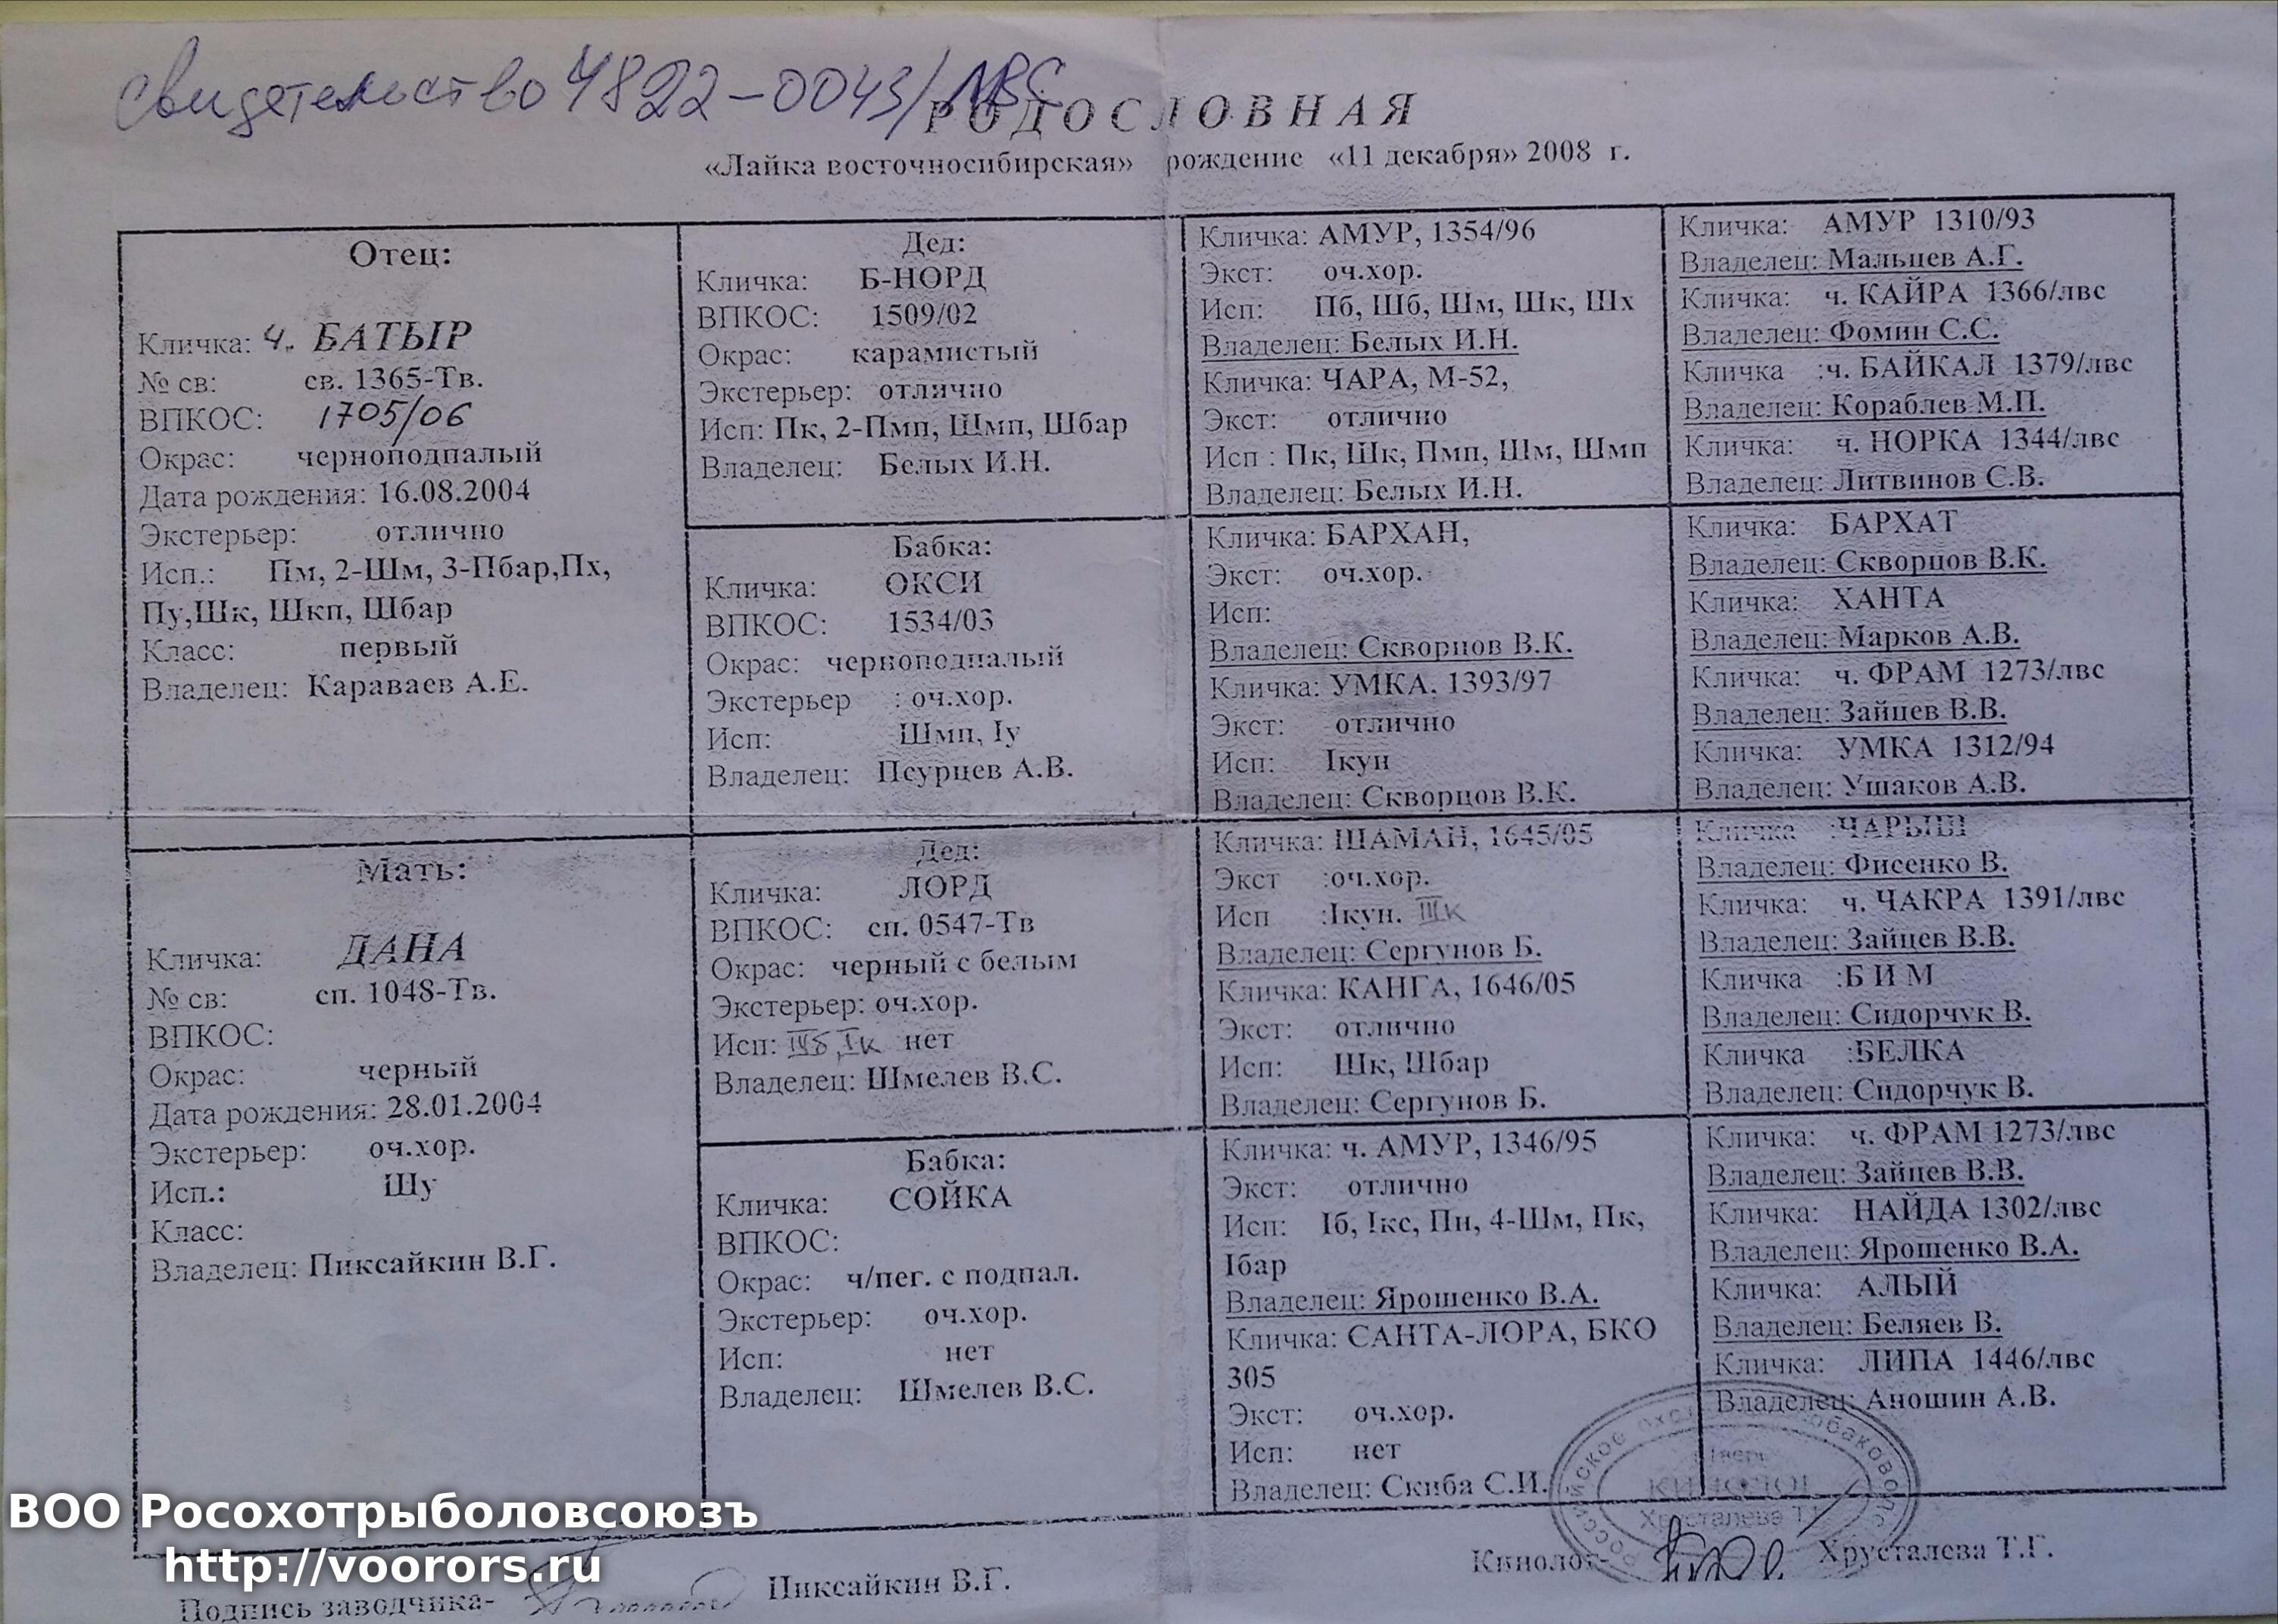 Свидетельство 4822-0043/ЛВС
РОДОСЛОВНАЯ
«Лайка восточносибирская» рождение «11 декабря» 2008 г.
Отец:
Кличка: ч. БАТЫР
№ св: св. 1365-Тв.
ВПКОС: 1705/06
Окрас: черноподпалый
Дата рождения: 16.08.2004
Экстерьер: отлично
Исп.: Пм, 2-Шм, 3-Пбар,Пх,
Пу,Шк, Шкп, Шбар
Класс: первый
Владелец: Караваев А.Е.
Дед:
Кличка: Б-НОРД
ВПКОС: 1509/02
Окрас: карамистый
Экстерьер: отлично
Исп: Пк, 2-Пмп, Шмп, Шбар
Владелец: Белых И.Н.
Бабка:
Кличка: ОКСИ
ВПКОС: 1534/03
Окрас: черноподпалый
Экстерьер : оч.хор.
Исп: Шмп, Iу
Владелец: Псурцев А.В.
Кличка: АМУР, 1354/96
Экст: оч.хор.
Исп: Пб, Шб, Шм, Шк, Шх
Владелец: Белых И.Н.
Кличка: ЧАРА, М-52,
Экст: отлично
Исп : Пк, Шк, Пмп, Шм, Шмп
Владелец: Белых И.Н.
Кличка: БАРХАН,
Экст: оч.хор.
Исп:
Владелец: Скворцов В.К.
Кличка: УМКА. 1393/97
Экст: отлично
Исп: Iкун
Владелец: Скворцов В.К.
Кличка: АМУР 1310/93
Владелец: Мальцев А.Г.
Кличка: ч. КАЙРА 1366/лвс
Владелец: Фомин С.С.
Кличка :ч. БАЙКАЛ 1379/лвс
Владелец: Кораблев М.П.
Кличка: ч. НОРКА 1344/лвс
Владелец: Литвинов С.В.
Кличка: БАРХАТ
Владелец: Скворцов В.К.
Кличка: ХАНТА
Владелец: Марков А.В.
Кличка: ч. ФРАМ 1273/лвс
Владелец: Зайцев В.В.
Кличка: УМКА 1312/94
Владелец: Ушаков А.В.
Мать:
Кличка: ДАНА
№ св: сп. 1048-Тв.
ВПКОС:
Окрас: черный
Дата рождения: 28.01.2004
Экстерьер: оч.хор.
Исп.: Шу
Класс:
Владелец: Пиксайкин В.Г.
Дед:
Кличка: ЛОРД
ВПКОС: сп. 0547-Тв
Окрас: черный с белым
Экстерьер: оч.хор.
Исп: IIIб, Iк нет
Владелец: Шмелев В.С.
Бабка:
Кличка: СОЙКА
ВПКОС:
Окрас: ч/пег. с подпал.
Экстерьер: оч.хор.
Исп: нет
Владелец: Шмелев В.С.
Кличка: ШАМАН, 1645/05
Экст :оч.хор.
Исп :Iкун. IIIк
Владелец: Сергунов Б.
Кличка: КАНГА, 1646/05
Экст: отлично
Исп: Шк, Шбар
Владелец: Сергунов Б.
Кличка: ч. АМУР, 1346/95
Экст: отлично
Исп: Iб, Iкс, Пн, 4-Шм, Пк,
Iбар
Владелец: Ярошенко В.А.
Кличка: САНТА-ЛОРА, БКО
305
Экст: оч.хор.
Исп: нет
Владелец: Скиба С.И.
Кличка :ЧАРЫШ
Владелец: Фисенко В.
Кличка: ч. ЧАКРА 1391/лвс
Владелец: Зайцев В.В.
Кличка :Б И М
Владелец: Сидорчук В.
Кличка :БЕЛКА
Владелец: Сидорчук В.
Кличка: ч. ФРАМ 1273/лвс
Владелец: Зайцев В.В.
Кличка: НАЙДА 1302/лвс
Владелец: Ярошенко В.А.
Кличка: АЛЫЙ
Владелец: Беляев В.
Кличка: ЛИПА 1446/лвс
Владелец: Аношин А.В.
Тверь
КИНОЛОГ
Хрусталева Т.Г.
Подпись заводчика- Пиксайкин В.Г.
Кинолог- Хрусталева Т.Г.
ВОО Росохотрыболовсоюзъ
http://voorors.ru